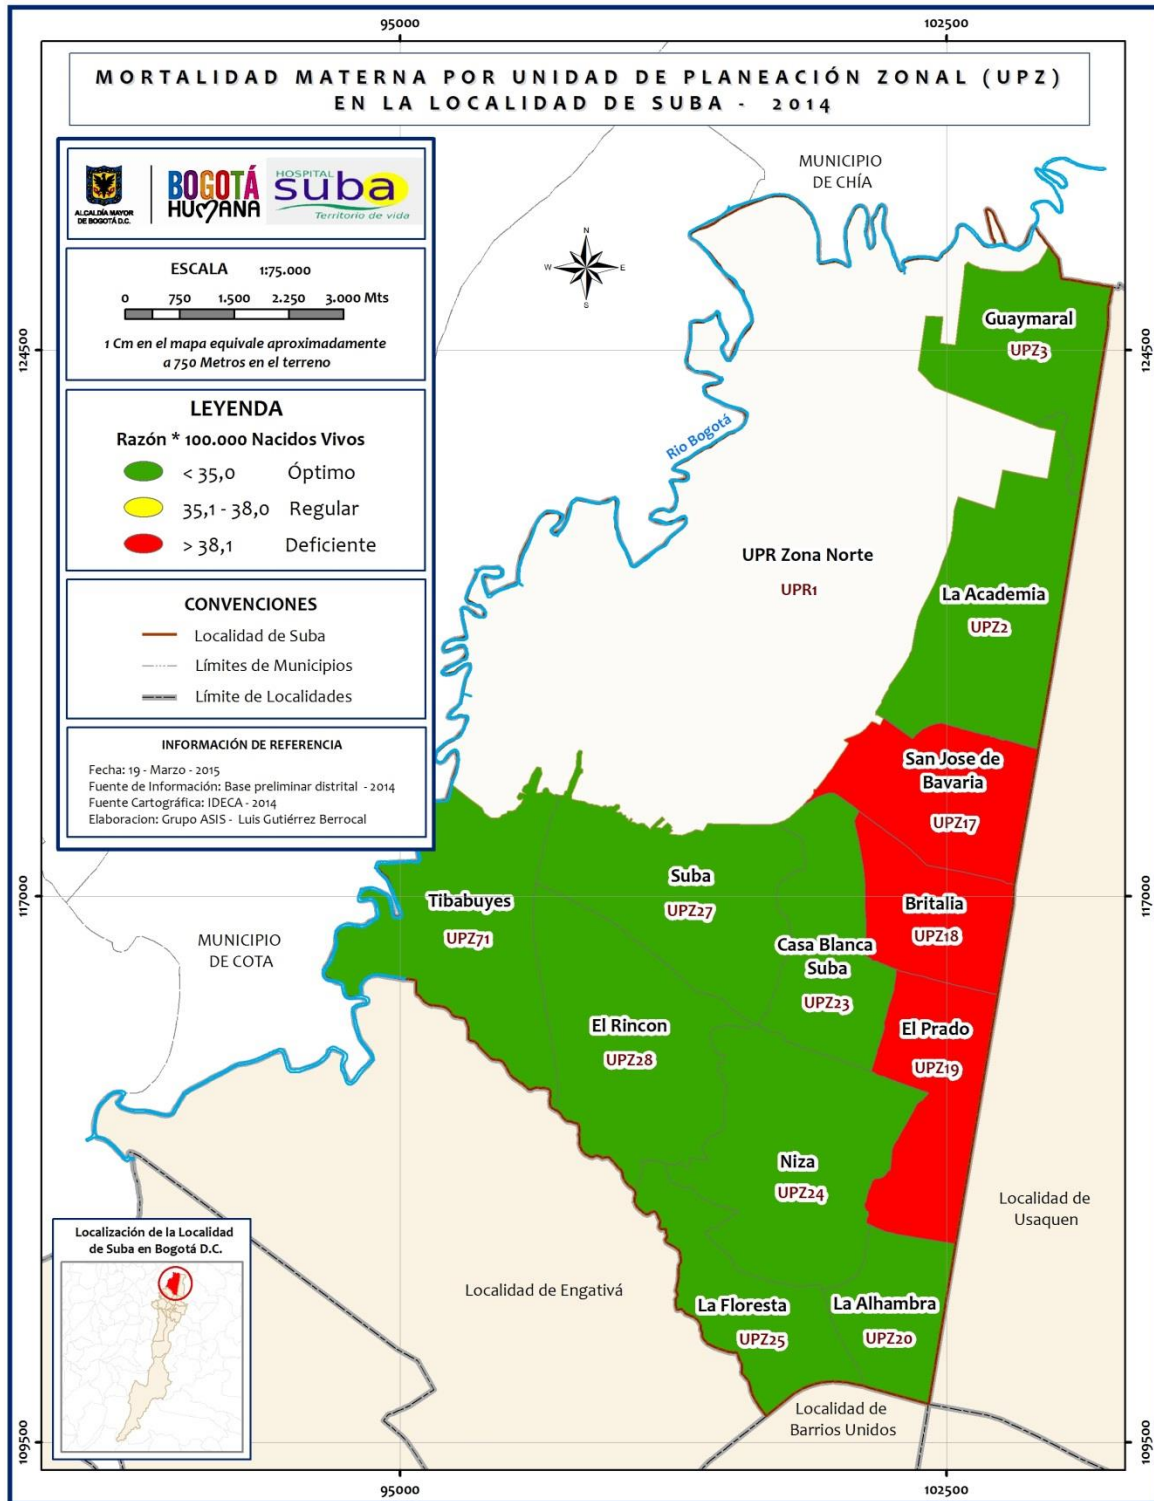 95000
102500
MORTALIDAD MATERNA POR UNIDAD DE PLANEACIÓN ZONAL (UPZ)
EN LA LOCALIDAD DE SUBA - 2014
ALCALDÍA MAYOR
DE BOGOTÁ D.C.
BOGOTÁ
HUMANA
HOSPITAL
suba
Territorio de vida
ESCALA 1:75.000
0 750 1.500 2.250 3.000 Mts
1 Cm en el mapa equivale aproximadamente
a 750 Metros en el terreno
LEYENDA
Razón * 100.000 Nacidos Vivos
< 35,0 Óptimo
35,1 - 38,0 Regular
> 38,1 Deficiente
CONVENCIONES
Localidad de Suba
Límites de Municipios
Límite de Localidades
INFORMACIÓN DE REFERENCIA
Fecha: 19 - Marzo - 2015
Fuente de Información: Base preliminar distrital - 2014
Fuente Cartográfica: IDECA - 2014
Elaboracion: Grupo ASIS - Luis Gutiérrez Berrocal
N
W
E
S
MUNICIPIO
DE CHÍA
124500
124500
Guaymaral
UPZ3
Rio Bogotá
UPR Zona Norte
UPR1
La Academia
UPZ2
San Jose de
Bavaria
UPZ17
117000
117000
Tibabuyes
UPZ71
Suba
UPZ27
Britalia
UPZ18
MUNICIPIO
DE COTA
Casa Blanca
Suba
UPZ23
El Rincon
UPZ28
El Prado
UPZ19
Niza
UPZ24
Localidad de
Usaquen
Localización de la Localidad
de Suba en Bogotá D.C.
Localidad de Engativá
La Floresta
UPZ25
La Alhambra
UPZ20
Localidad de
Barrios Unidos
109500
109500
95000
102500